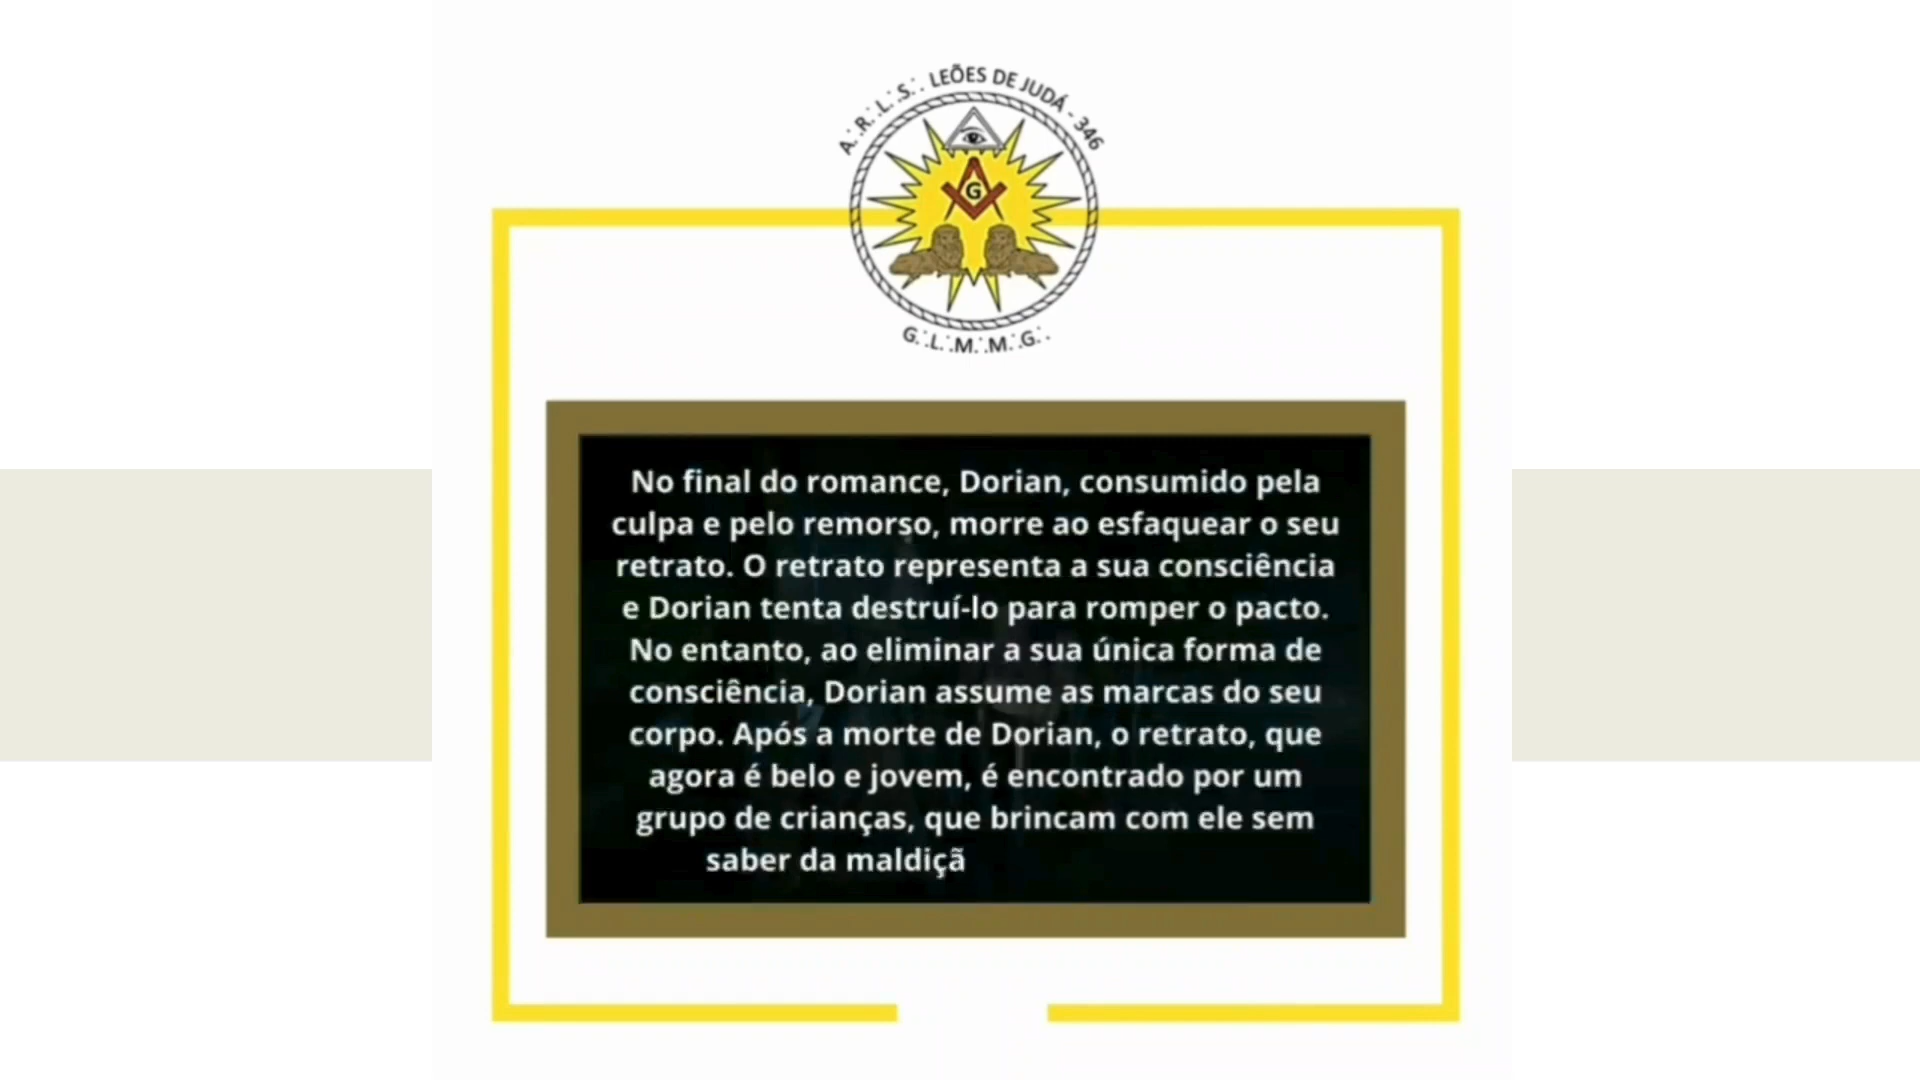 A.'.R.'.L.'.S.'. LEÕES DE JUDÁ - 346
G
G.'.L.'.M.'.M.'.G.'.
No final do romance, Dorian, consumido pela
culpa e pelo remorso, morre ao esfaquear o seu
retrato. O retrato representa a sua consciência
e Dorian tenta destruí-lo para romper o pacto.
No entanto, ao eliminar a sua única forma de
consciência, Dorian assume as marcas do seu
corpo. Após a morte de Dorian, o retrato, que
agora é belo e jovem, é encontrado por um
grupo de crianças, que brincam com ele sem
saber da maldiçã